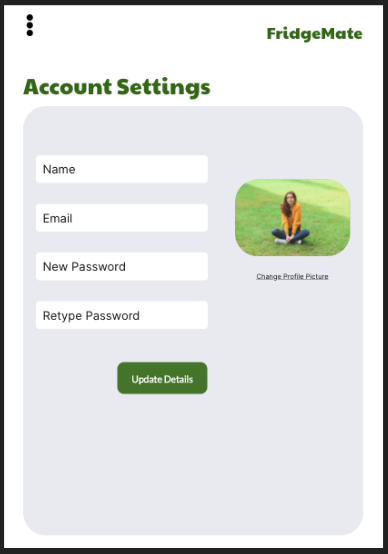 FridgeMate
Account Settings
Name
Email
New Password
Retype Password
Change Profile Picture
Update Details